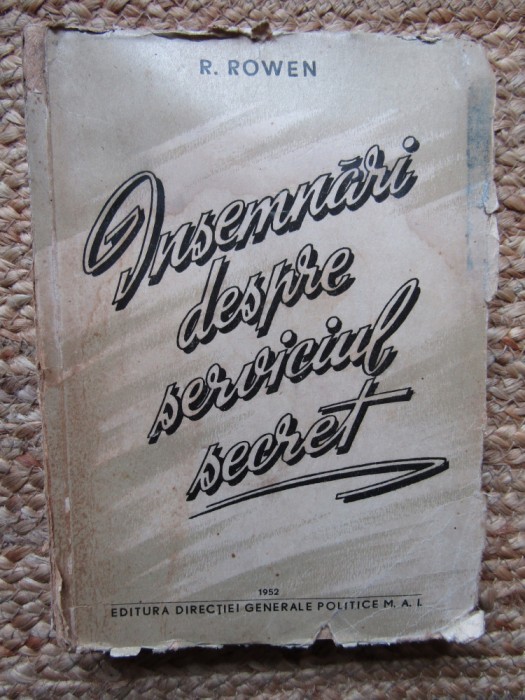 R. ROWEN
Însemnări
despre
serviciul
secret
1952
EDITURA DIRECȚIEI GENERALE POLITICE M. A. I.